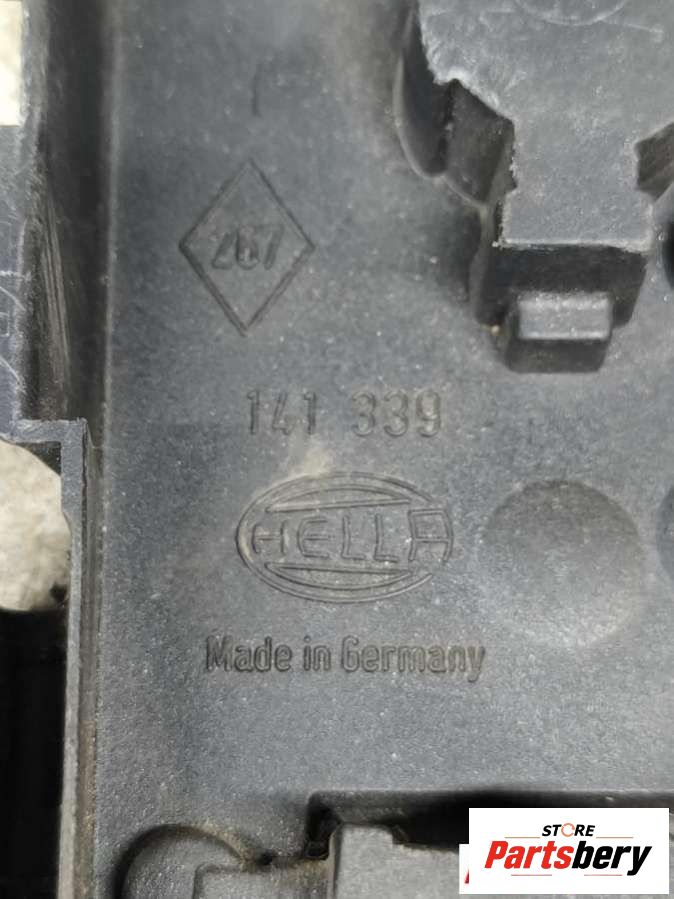 267
141 339
HELLA
Made in Germany
STORE
Partsbery